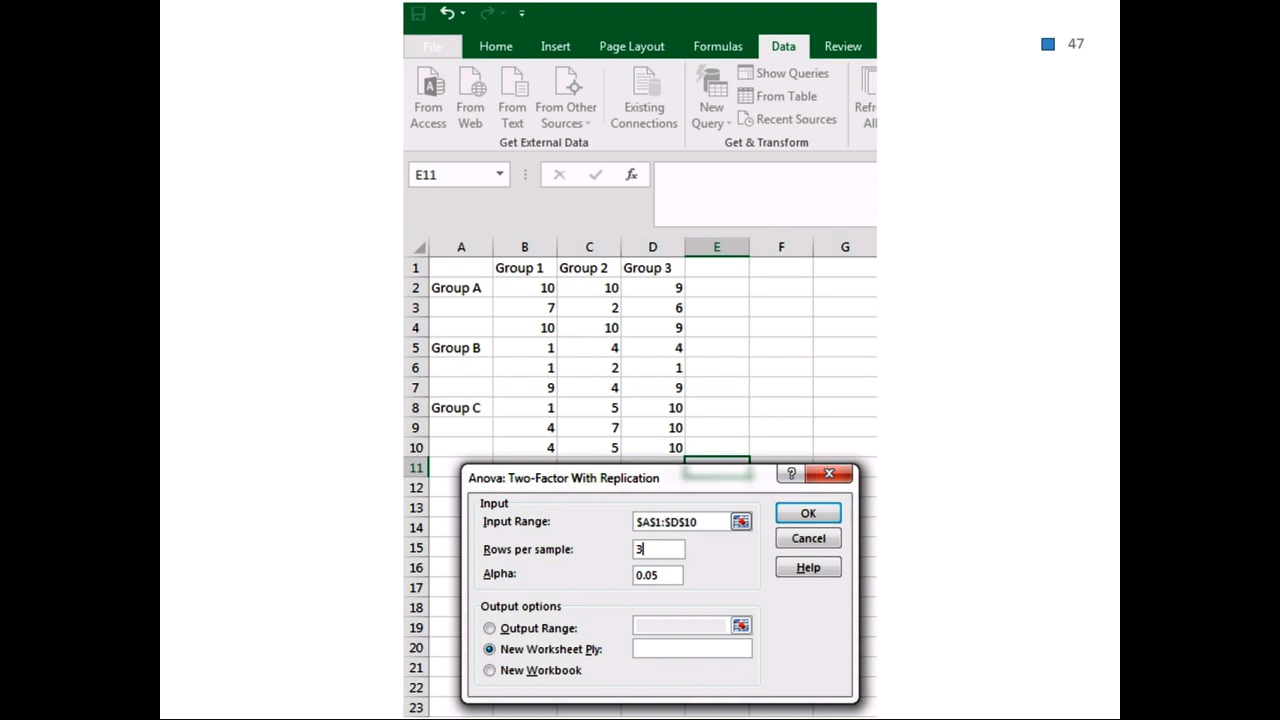 47
File Home Insert Page Layout Formulas Data Review
From Access From Web From Text From Other Sources Existing Connections New Query Show Queries From Table Recent Sources Refr All
Get External Data Get & Transform
E11 fx
A B C D E F G
1 Group 1 Group 2 Group 3
2 Group A 10 10 9
3 7 2 6
4 10 10 9
5 Group B 1 4 4
6 1 2 1
7 9 4 9
8 Group C 1 5 10
9 4 7 10
10 4 5 10
11
12
13
14
15
16
17
18
19
20
21
22
23
Anova: Two-Factor With Replication ?
Input
Input Range: $A$1:$D$10 OK
Rows per sample: 3 Cancel
Alpha: 0.05 Help
Output options
Output Range:
New Worksheet Ply:
New Workbook